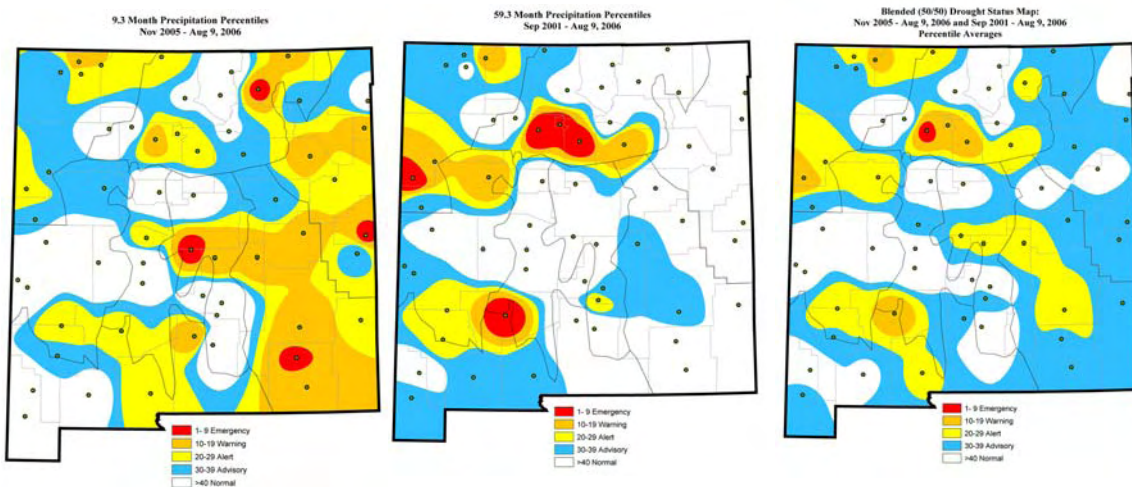 9.3 Month Precipitation Percentiles
Nov 2005 - Aug 9, 2006
1- 9 Emergency
10-19 Warning
20-29 Alert
30-39 Advisory
>40 Normal
59.3 Month Precipitation Percentiles
Sep 2001 - Aug 9, 2006
1- 9 Emergency
10-19 Warning
20-29 Alert
30-39 Advisory
>40 Normal
Blended (50/50) Drought Status Map:
Nov 2005 - Aug 9, 2006 and Sep 2001 - Aug 9, 2006
Percentile Averages
1- 9 Emergency
10-19 Warning
20-29 Alert
30-39 Advisory
>40 Normal